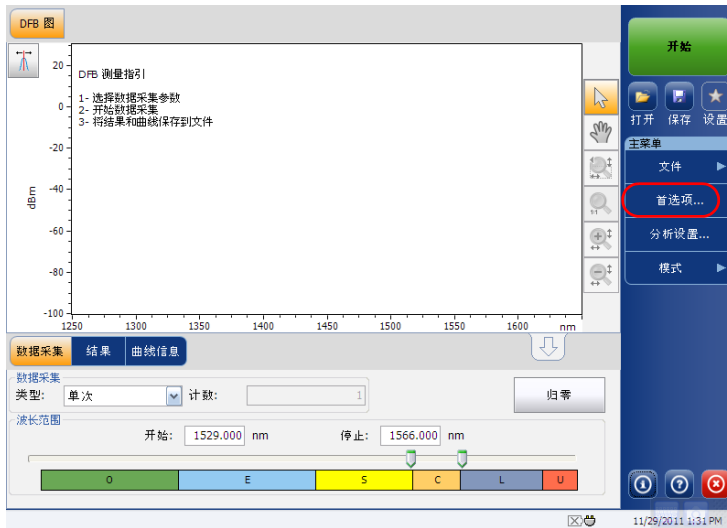 DFB 图
20
0
-20
-40
-60
-80
-100
dBm
DFB 测量指引
1- 选择数据采集参数
2- 开始数据采集
3- 将结果和曲线保存到文件
1:1
1250 1300 1350 1400 1450 1500 1550 1600 nm
开始
打开 保存 设置
主菜单
文件
首选项...
分析设置...
模式
数据采集 结果 曲线信息
数据采集
类型: 单次 计数: 1
归零
波长范围
开始: 1529.000 nm 停止: 1566.000 nm
O E S C L U
11/29/2011 1:31 PM